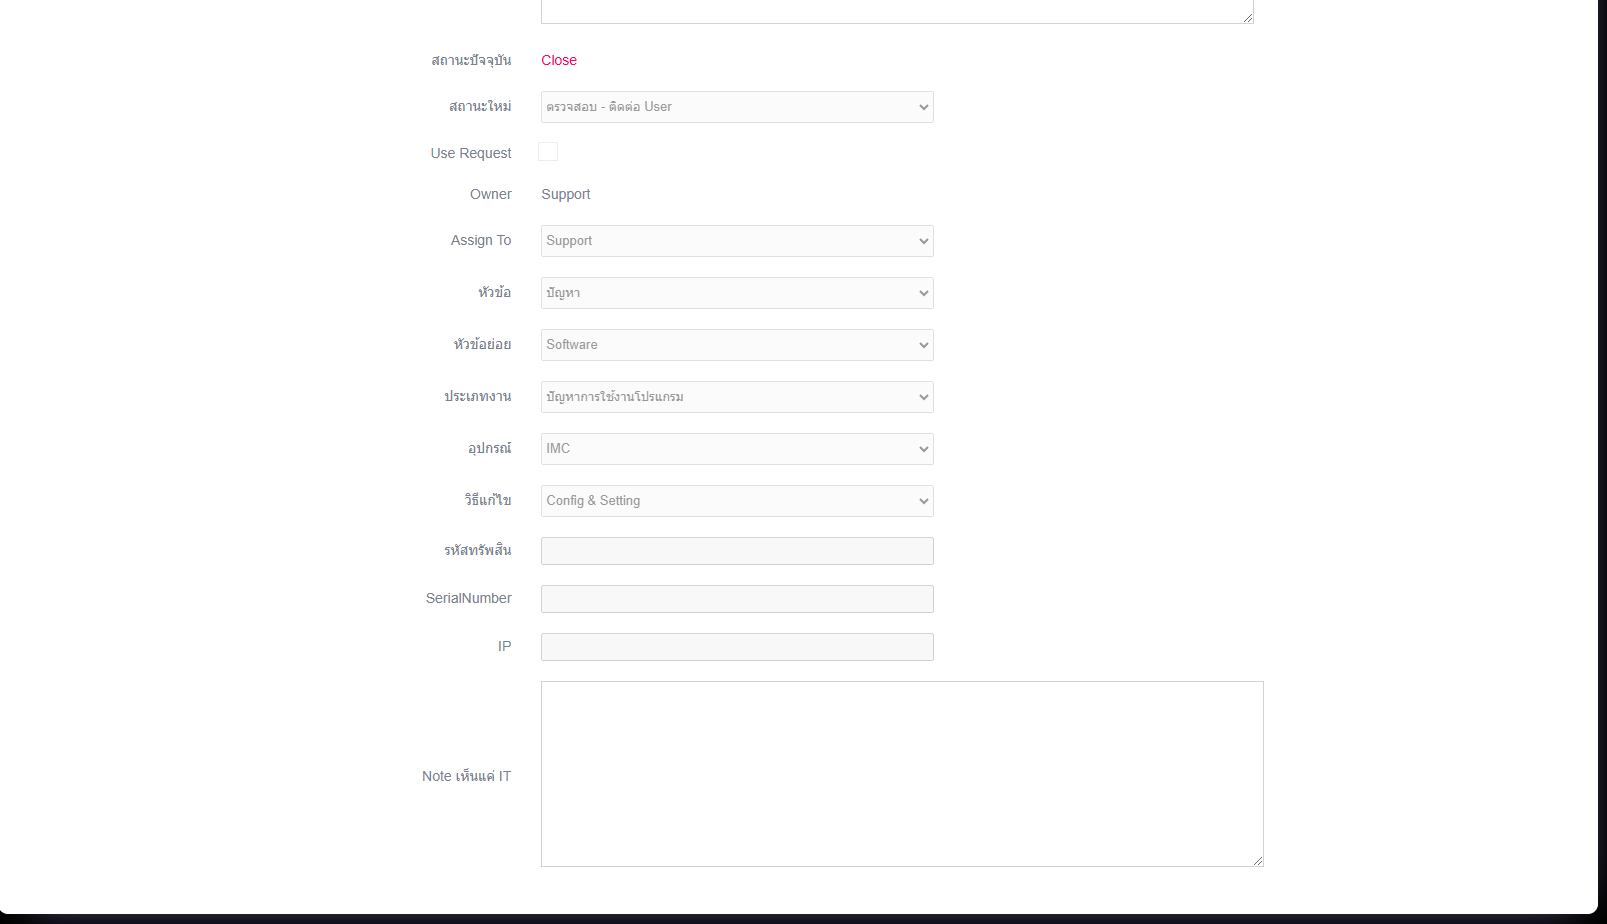 สถานะปัจจุบัน Close
สถานะใหม่ ตรวจสอบ - ติดต่อ User
Use Request
Owner Support
Assign To Support
หัวข้อ ปัญหา
หัวข้อย่อย Software
ประเภทงาน ปัญหาการใช้งานโปรแกรม
อุปกรณ์ IMC
วิธีแก้ไข Config & Setting
รหัสทรัพสิน
SerialNumber
IP
Note เห็นแค่ IT